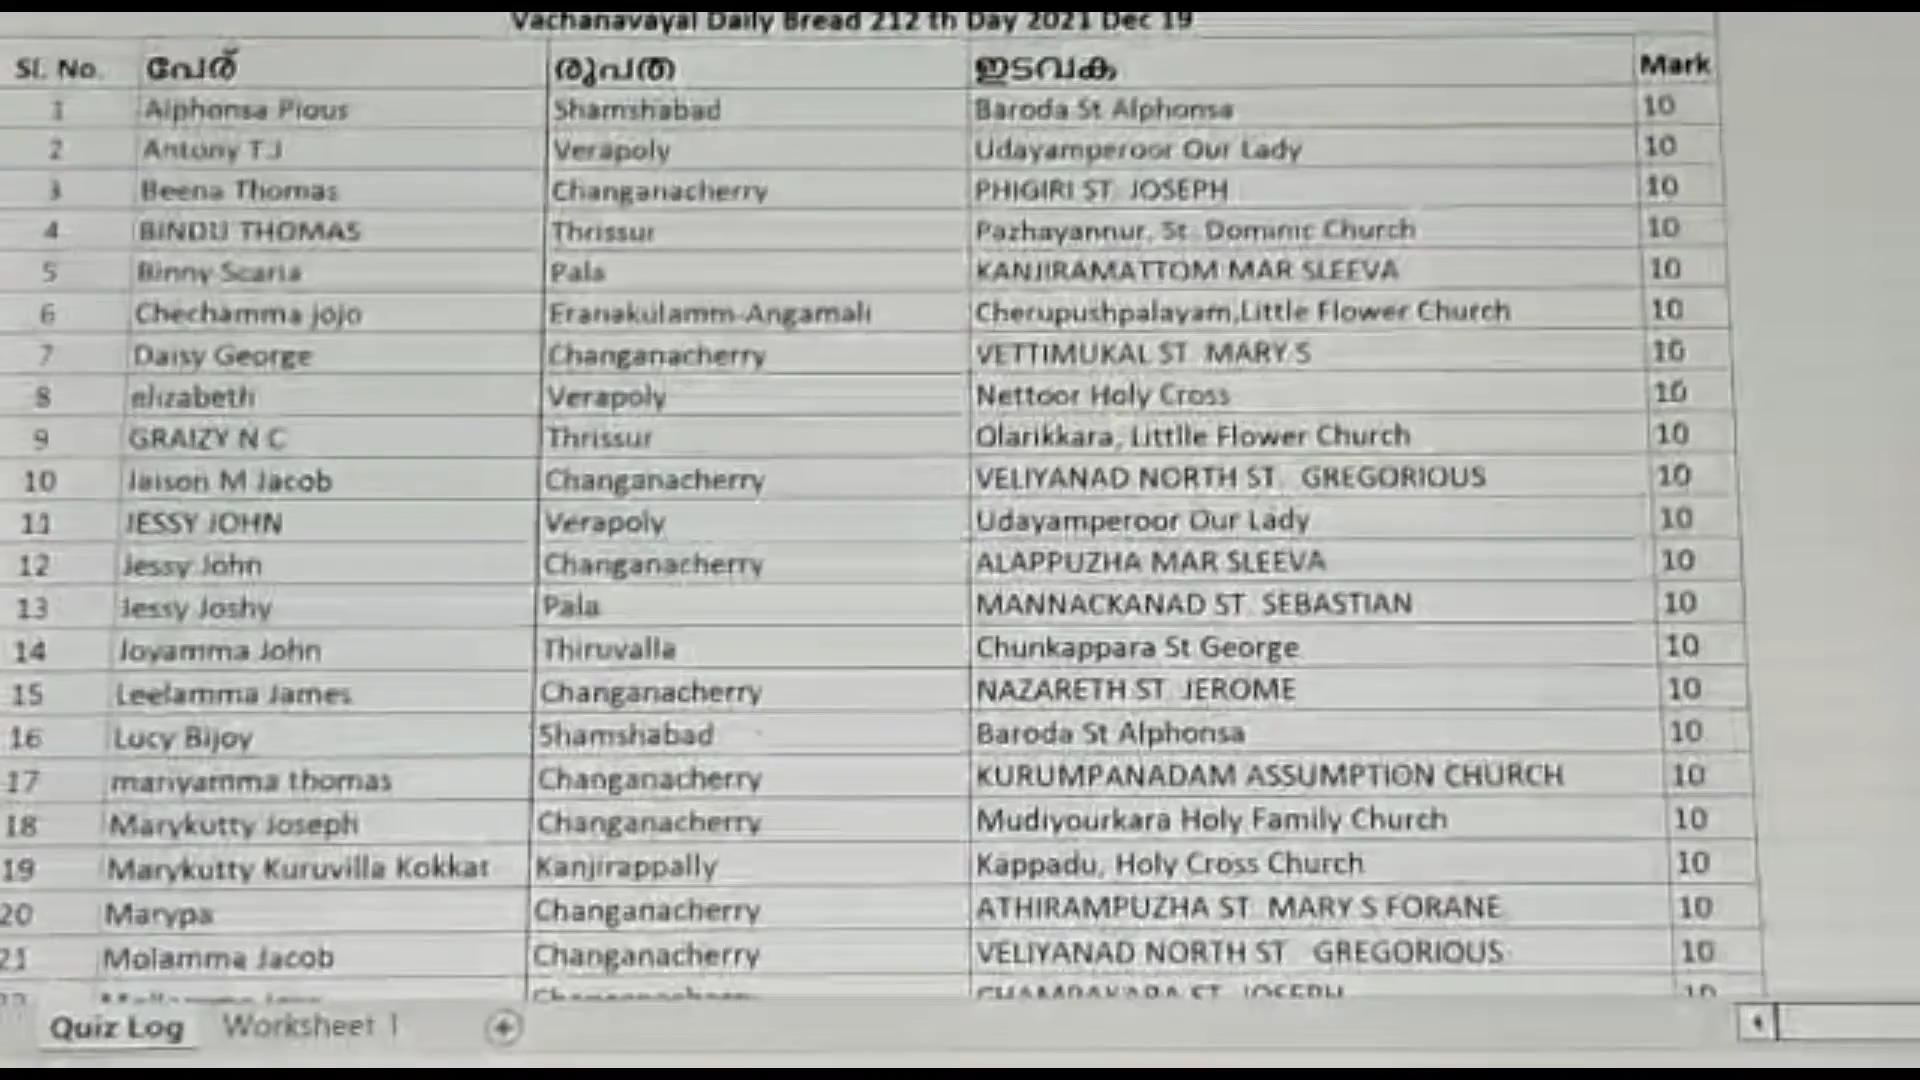 Vachanavayal Daily Bread 212 th Day 2021 Dec 19
Sl. No. പേര് രൂപത ഇടവക Mark
1 Alphonsa Pious Shamshabad Baroda St Alphonsa 10
2 Antony T.J Verapoly Udayamperoor Our Lady 10
3 Beena Thomas Changanacherry PHIGIRI ST. JOSEPH 10
4 BINDU THOMAS Thrissur Pazhayannur, St. Dominic Church 10
5 Binny Scaria Pala KANJIRAMATTOM MAR SLEEVA 10
6 Chechamma jojo Eranakulamm-Angamali Cherupushpalayam,Little Flower Church 10
7 Daisy George Changanacherry VETTIMUKAL ST. MARY'S 10
8 elizabeth Verapoly Nettoor Holy Cross 10
9 GRAIZY N C Thrissur Olarikkara, Littlle Flower Church 10
10 Jaison M Jacob Changanacherry VELIYANAD NORTH ST. GREGORIOUS 10
11 JESSY JOHN Verapoly Udayamperoor Our Lady 10
12 Jessy John Changanacherry ALAPPUZHA MAR SLEEVA 10
13 Jessy Joshy Pala MANNACKANAD ST. SEBASTIAN 10
14 Joyamma John Thiruvalla Chunkappara St George 10
15 Leelamma James Changanacherry NAZARETH ST. JEROME 10
16 Lucy Bijoy Shamshabad Baroda St Alphonsa 10
17 mariyamma thomas Changanacherry KURUMPANADAM ASSUMPTION CHURCH 10
18 Marykutty Joseph Changanacherry Mudiyourkara Holy Family Church 10
19 Marykutty Kuruvilla Kokkat Kanjirappally Kappadu, Holy Cross Church 10
20 Marypa Changanacherry ATHIRAMPUZHA ST. MARY'S FORANE 10
21 Molamma Jacob Changanacherry VELIYANAD NORTH ST. GREGORIOUS 10
22 Changanacherry ST. JOSEPH 10
Quiz Log Worksheet 1